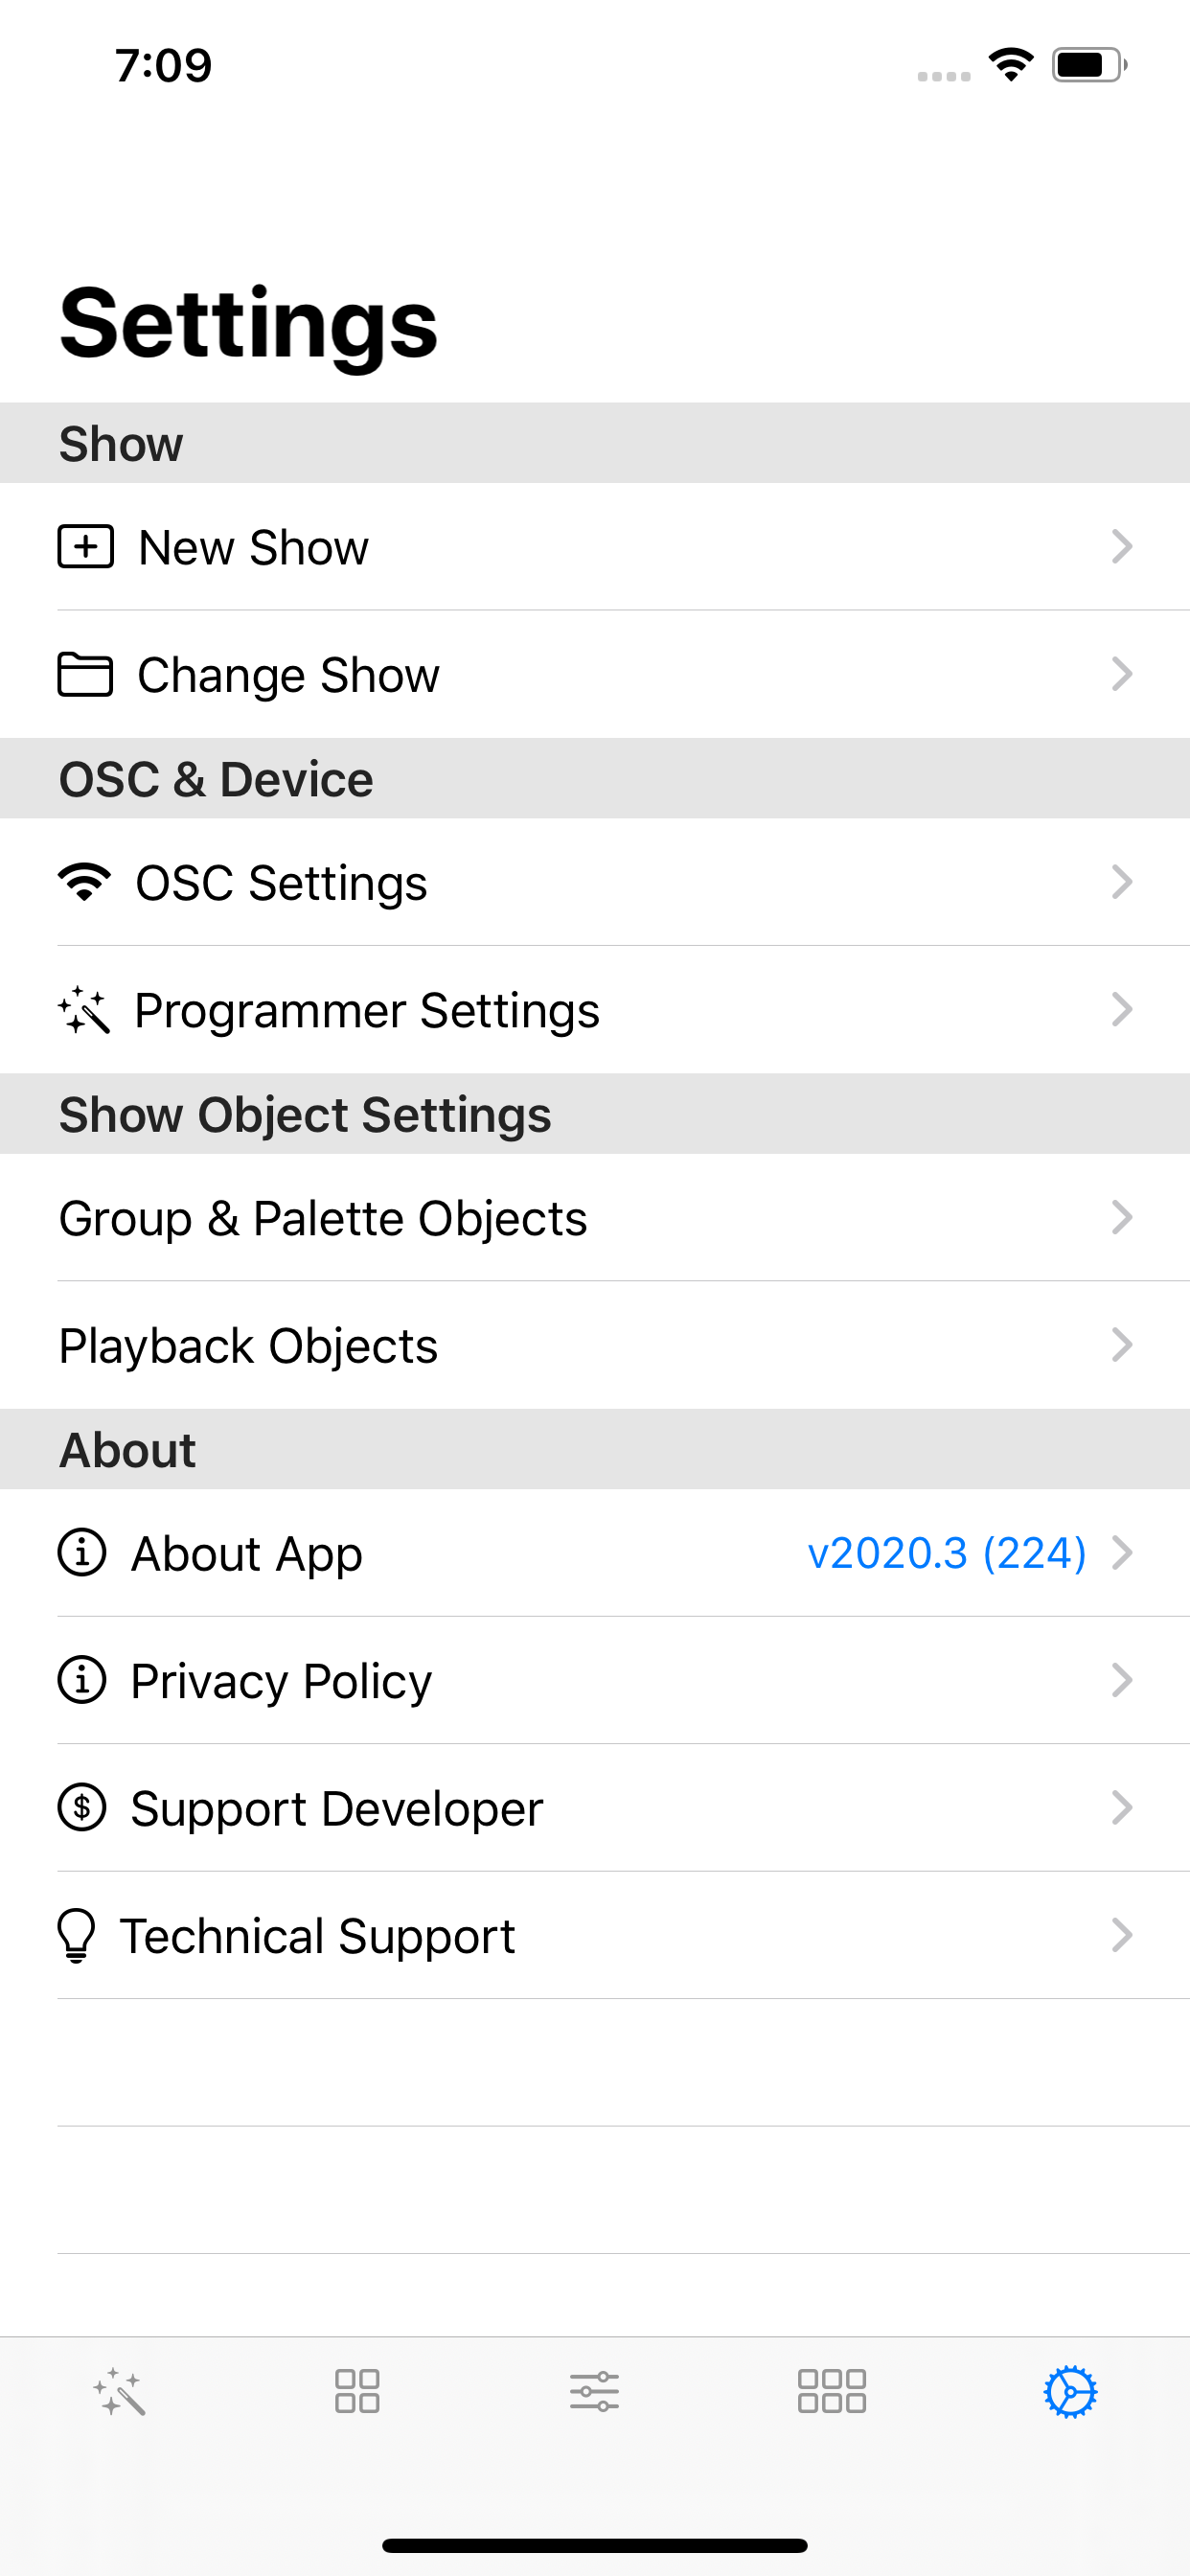 7:09
Settings
Show
New Show
Change Show
OSC & Device
OSC Settings
Programmer Settings
Show Object Settings
Group & Palette Objects
Playback Objects
About
About App v2020.3 (224)
Privacy Policy
Support Developer
Technical Support